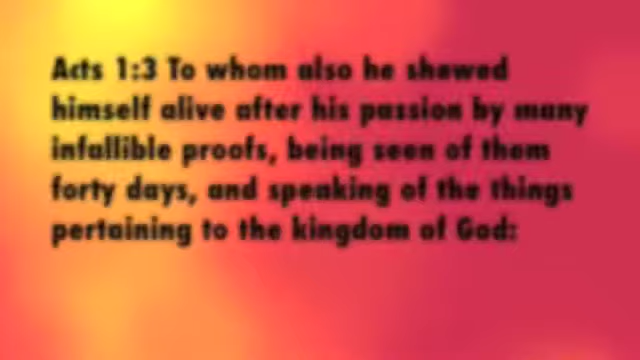 Acts 1:3 To whom also he shewed
himself alive after his passion by many
infallible proofs, being seen of them
forty days, and speaking of the things
pertaining to the kingdom of God: